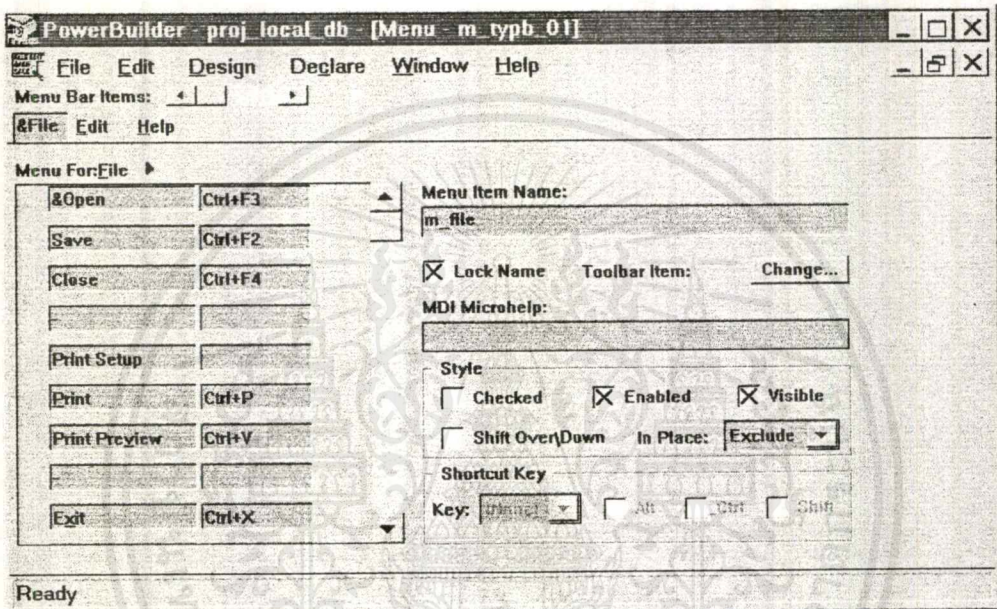 PowerBuilder - proj_local_db - [Menu - m_typb_01]
File Edit Design Declare Window Help
Menu Bar Items:
&File Edit Help
Menu For:File
&Open Ctrl+F3
Save Ctrl+F2
Close Ctrl+F4
Print Setup
Print Ctrl+P
Print Preview Ctrl+V
-
Exit Ctrl+X
Menu Item Name:
m_file
Lock Name Toolbar Item: Change...
MDI Microhelp:
Style
Checked Enabled Visible
Shift Over\Down In Place: Exclude
Shortcut Key
Key: (None) Alt Ctrl Shift
Ready